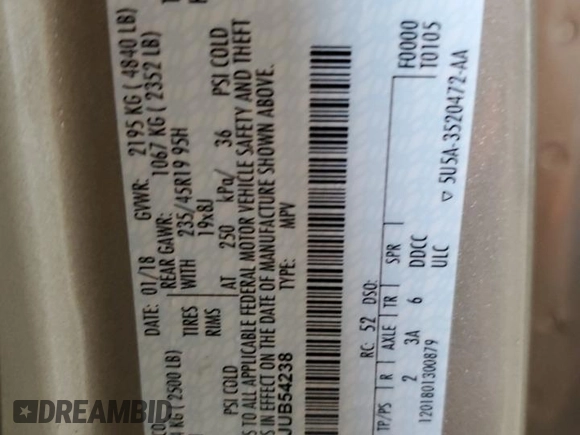 DATE: 01/18 GVWR: 2195 KG ( 4840 LB)
REAR GAWR: 1067 KG ( 2352 LB)
KG ( 2500 LB) TIRES WITH 235/45R19 95H
RIMS 19x8J
PSI COLD AT 250 kPa/ 36 PSI COLD
TO ALL APPLICABLE FEDERAL MOTOR VEHICLE SAFETY AND THEFT
IN EFFECT ON THE DATE OF MANUFACTURE SHOWN ABOVE.
UB54238 TYPE: MPV
F0000
T0105
RC: 52 DSO:
TP/PS R AXLE TR SPR
2 3A 6 DDCC
ULC
1201801300879
▽ 5U5A-3520472-AA
DREAMBID